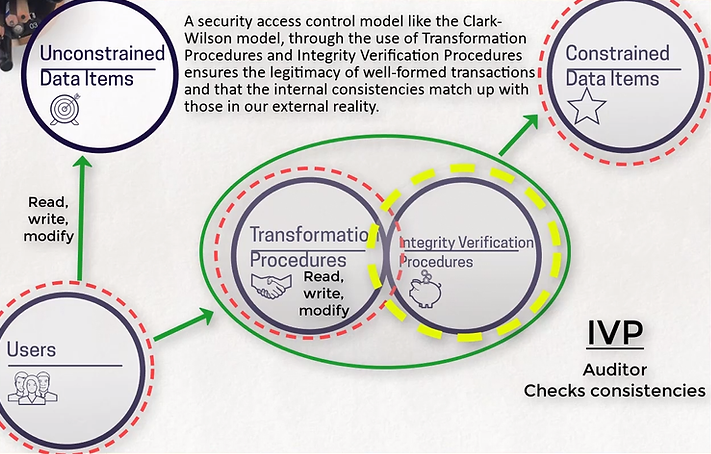 A security access control model like the Clark-
Wilson model, through the use of Transformation
Procedures and Integrity Verification Procedures
ensures the legitimacy of well-formed transactions
and that the internal consistencies match up with
those in our external reality.
Unconstrained
Data Items
Constrained
Data Items
Read,
write,
modify
Transformation
Procedures
Read,
write,
modify
Integrity Verification
Procedures
Users
IVP
Auditor
Checks consistencies